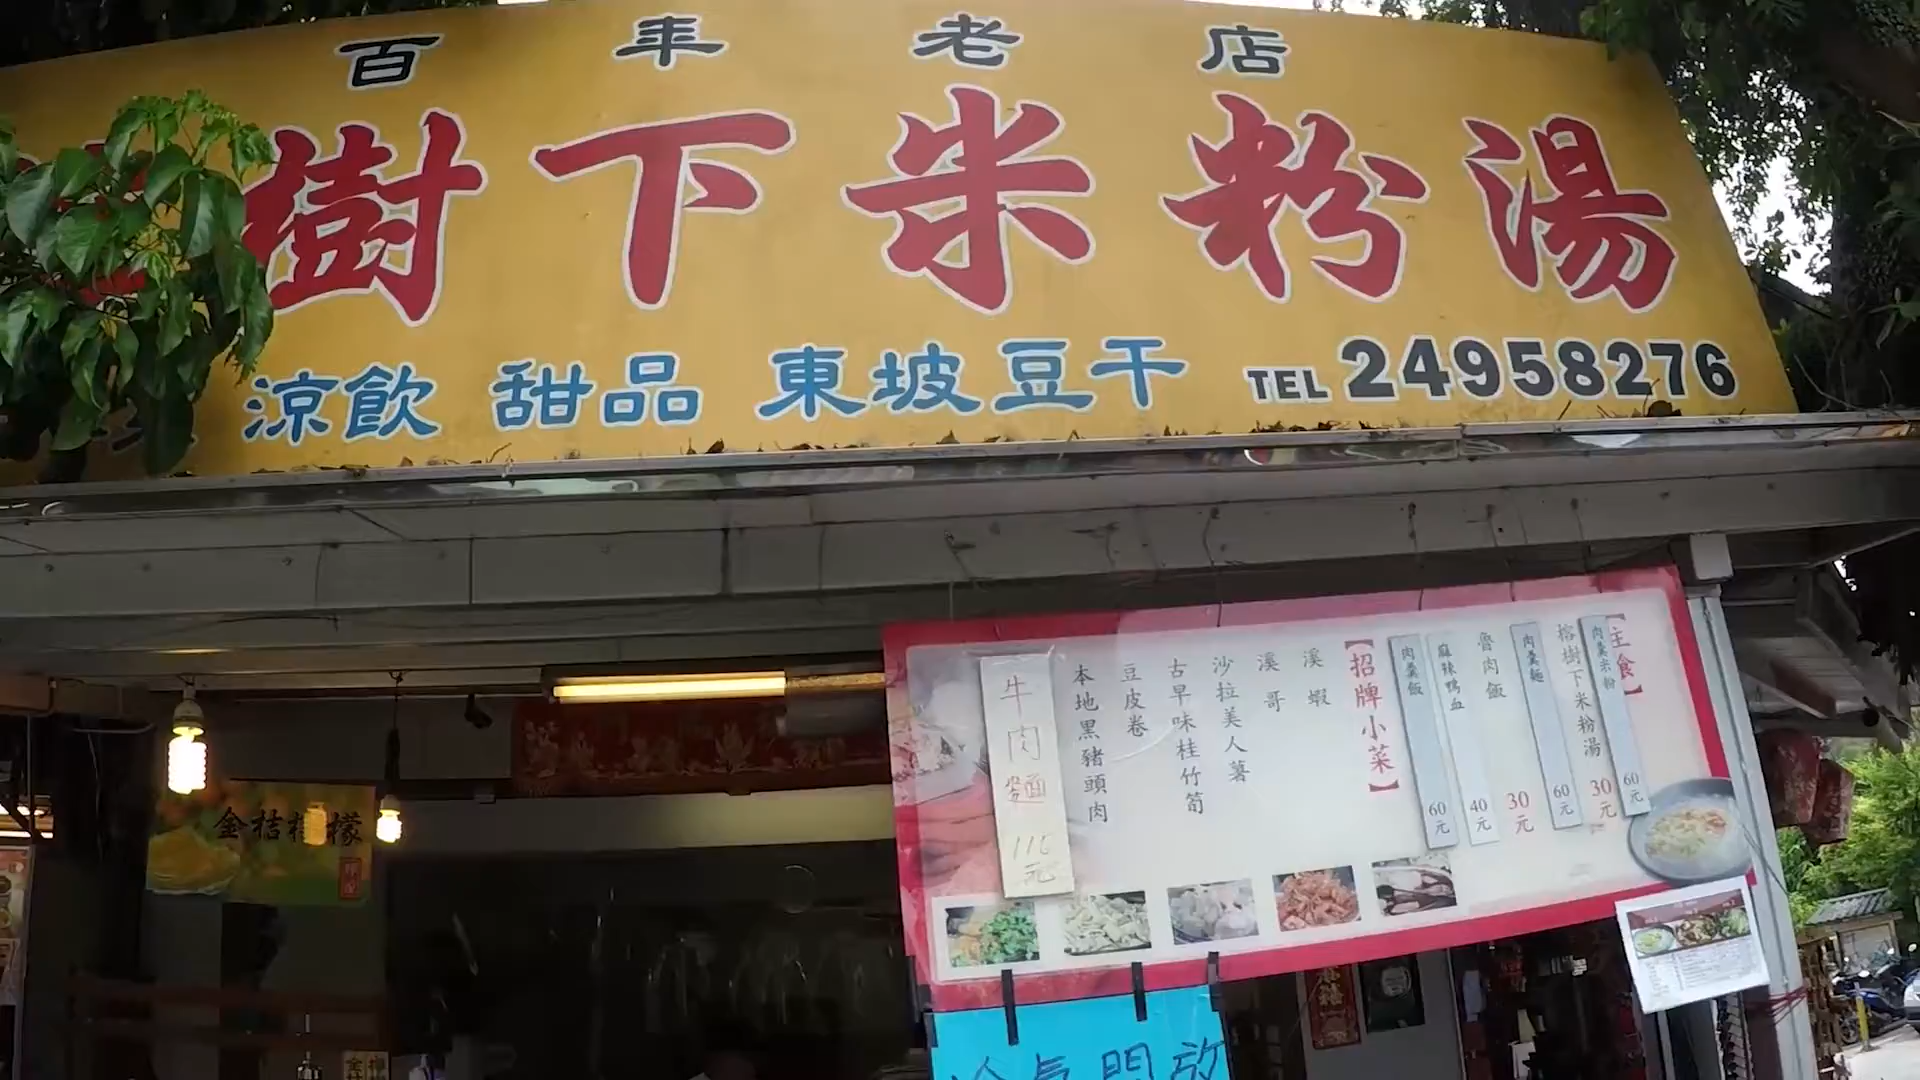 百年老店
樹下米粉湯
涼飲 甜品 東坡豆干 TEL 24958276
【主食】
肉羹米粉 60元
榕樹下米粉湯 30元
肉羹麵 60元
魯肉飯 30元
麻辣鴨血 40元
肉羹飯 60元
【招牌小菜】
溪蝦
溪哥
沙拉美人薯
古早味桂竹筍
豆皮卷
本地黑豬頭肉
牛肉麵 110元
金桔檸檬
冷氣開放